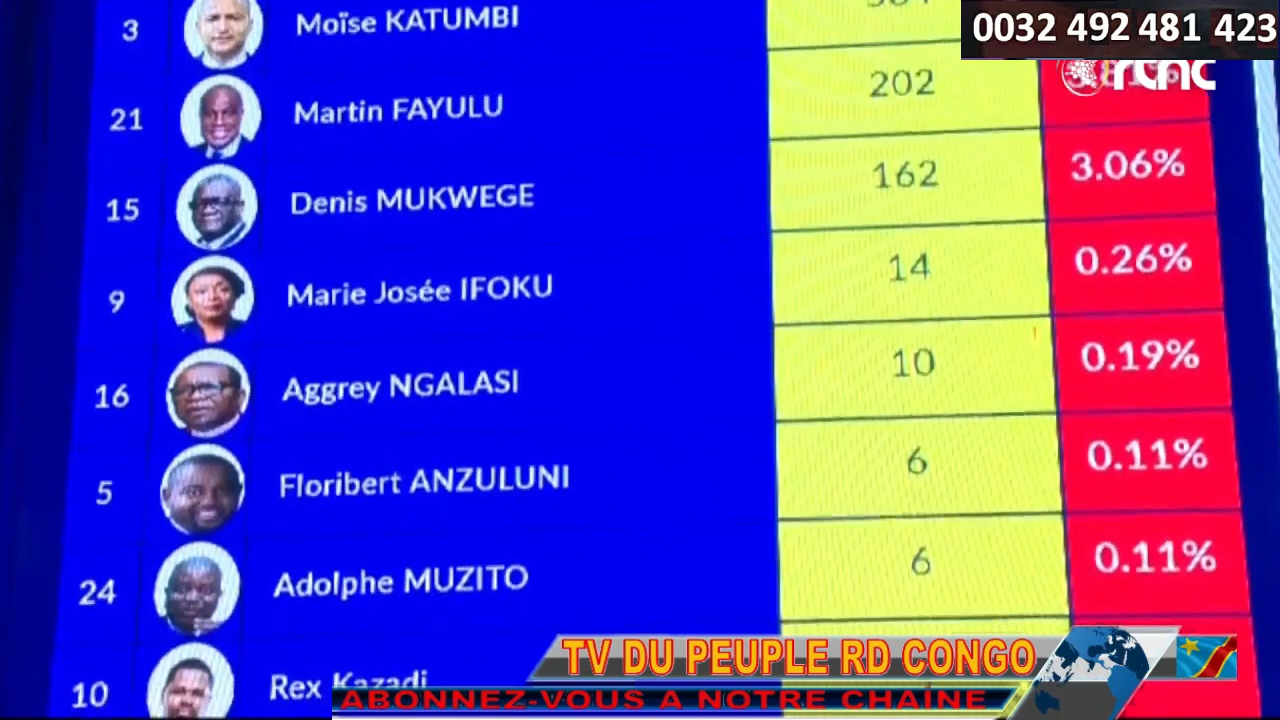 0032 492 481 423
3 Moïse KATUMBI
21 Martin FAYULU 202
rtnc
15 Denis MUKWEGE 162 3.06%
9 Marie Josée IFOKU 14 0.26%
16 Aggrey NGALASI 10 0.19%
5 Floribert ANZULUNI 6 0.11%
24 Adolphe MUZITO 6 0.11%
10 Rex Kazadi
TV DU PEUPLE RD CONGO
ABONNEZ-VOUS A NOTRE CHAINE